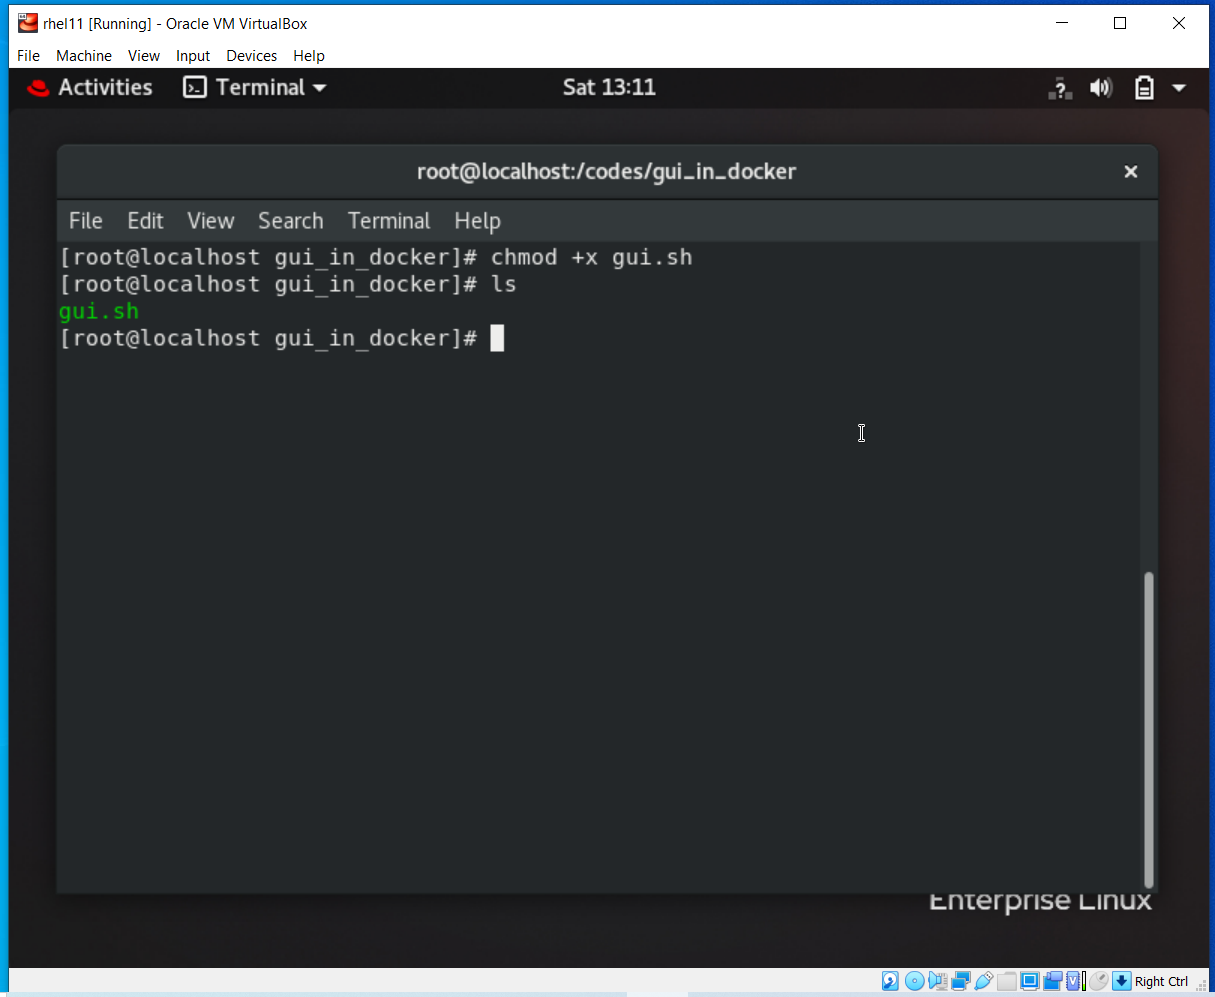 rhel11 [Running] - Oracle VM VirtualBox
File Machine View Input Devices Help
Activities Terminal Sat 13:11
root@localhost:/codes/gui_in_docker
File Edit View Search Terminal Help
[root@localhost gui_in_docker]# chmod +x gui.sh
[root@localhost gui_in_docker]# ls
gui.sh
[root@localhost gui_in_docker]#
Enterprise Linux
Right Ctrl